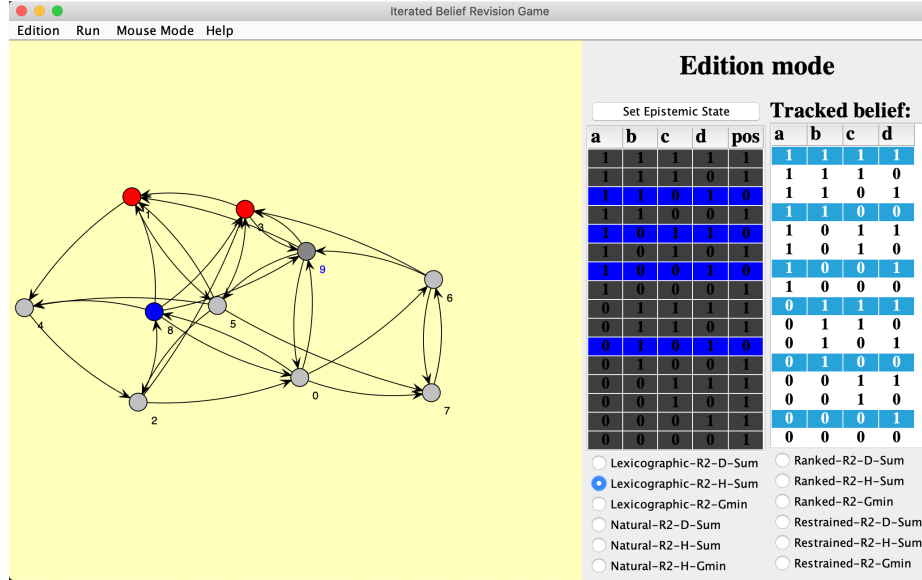 Iterated Belief Revision Game
Edition Run Mouse Mode Help
Edition mode
Set Epistemic State
Tracked belief:
a b c d pos
1 1 1 1 1
1 1 1 0 1
1 1 0 1 0
1 1 0 0 1
1 0 1 1 0
1 0 1 0 1
1 0 0 1 0
1 0 0 0 1
0 1 1 1 1
0 1 1 0 1
0 1 0 1 0
0 1 0 0 1
0 0 1 1 1
0 0 1 0 1
0 0 0 1 1
0 0 0 0 1
a b c d
1 1 1 1
1 1 1 0
1 1 0 1
1 1 0 0
1 0 1 1
1 0 1 0
1 0 0 1
1 0 0 0
0 1 1 1
0 1 1 0
0 1 0 1
0 1 0 0
0 0 1 1
0 0 1 0
0 0 0 1
0 0 0 0
Lexicographic-R2-D-Sum
Lexicographic-R2-H-Sum
Lexicographic-R2-Gmin
Natural-R2-D-Sum
Natural-R2-H-Sum
Natural-R2-H-Gmin
Ranked-R2-D-Sum
Ranked-R2-H-Sum
Ranked-R2-Gmin
Restrained-R2-D-Sum
Restrained-R2-H-Sum
Restrained-R2-Gmin
1
3
9
6
4
8
5
0
2
7